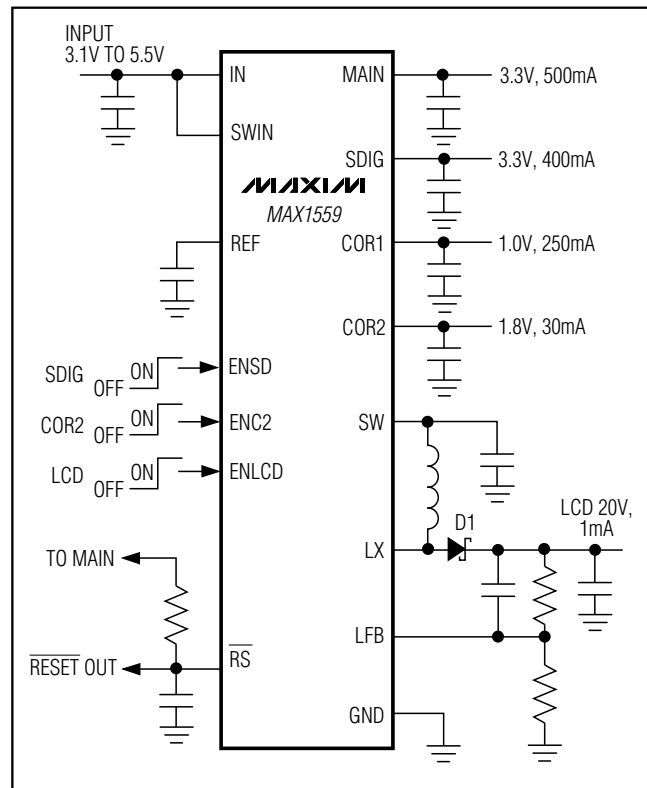 INPUT
3.1V TO 5.5V
IN
MAIN
3.3V, 500mA
SWIN
SDIG
3.3V, 400mA
MAXIM
MAX1559
REF
COR1
1.0V, 250mA
COR2
1.8V, 30mA
SDIG
ON
OFF
ENSD
COR2
ON
OFF
ENC2
SW
LCD
ON
OFF
ENLCD
LCD 20V,
1mA
D1
LX
TO MAIN
LFB
RESET OUT
RS
GND